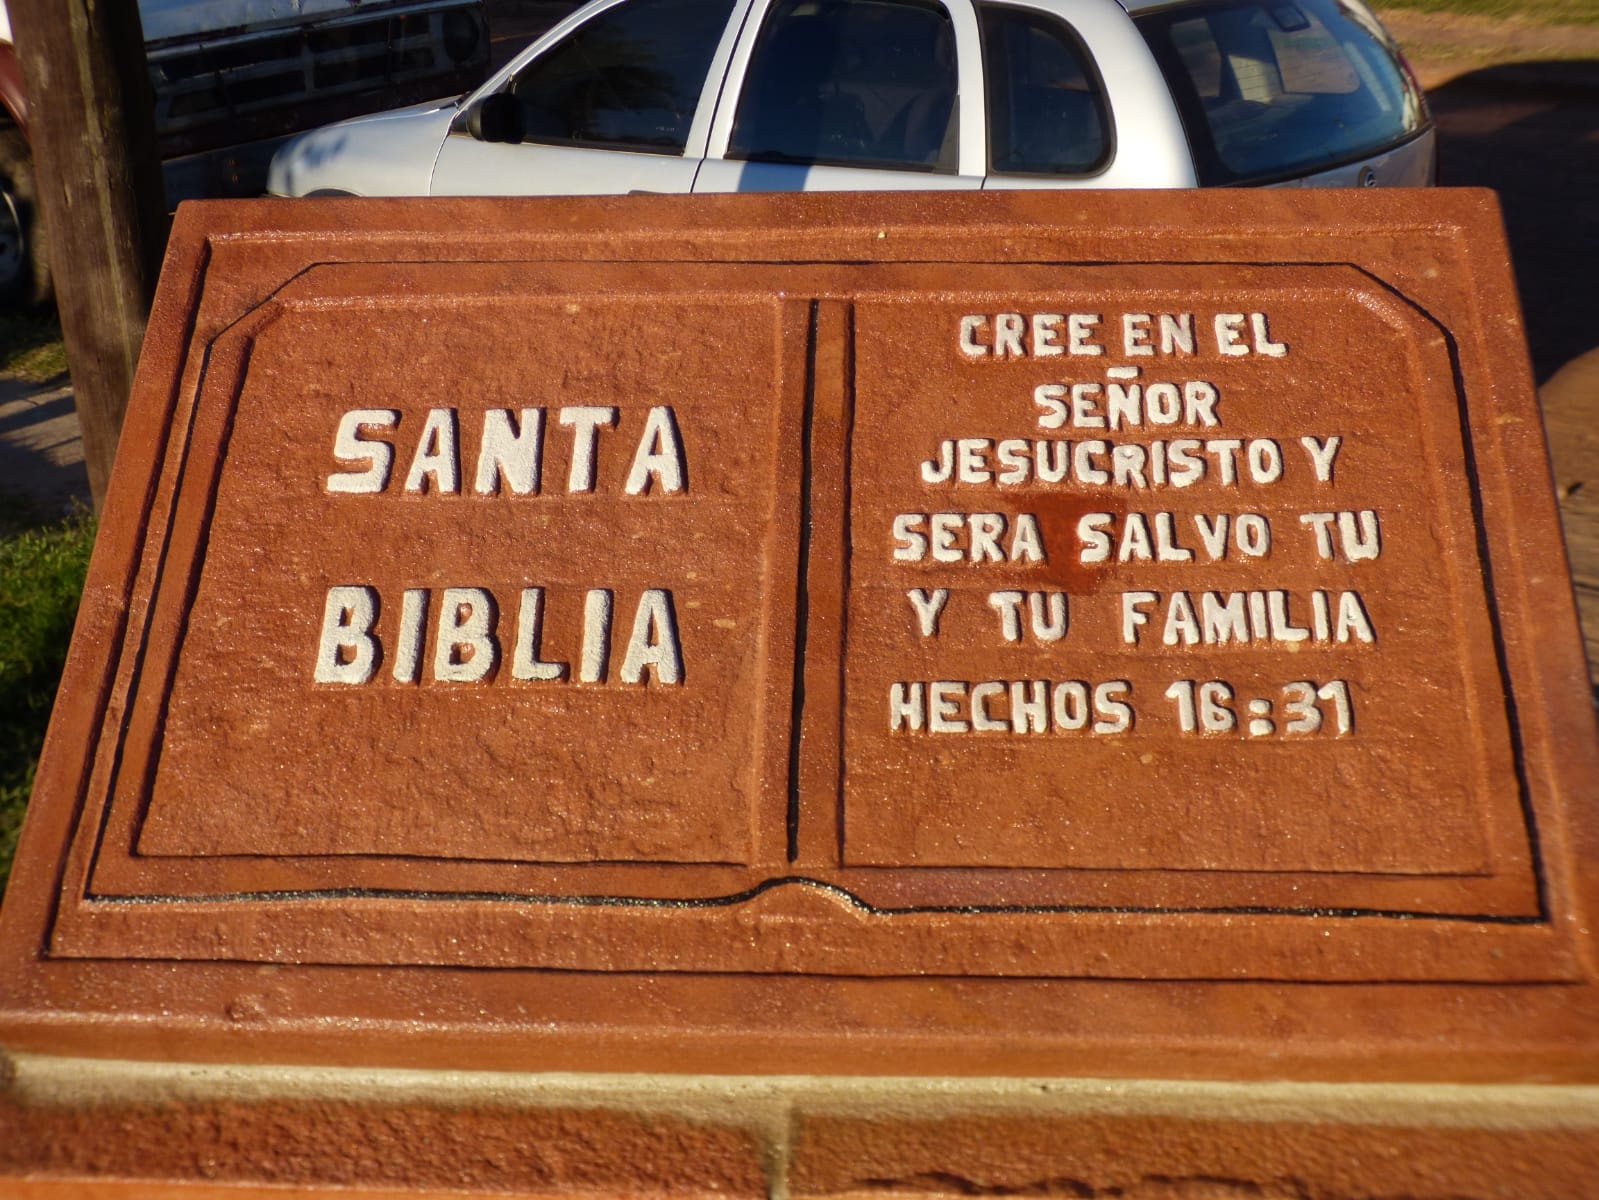 SANTA
BIBLIA
CREE EN EL
SEÑOR
JESUCRISTO Y
SERA SALVO TU
Y TU FAMILIA
HECHOS 16:31